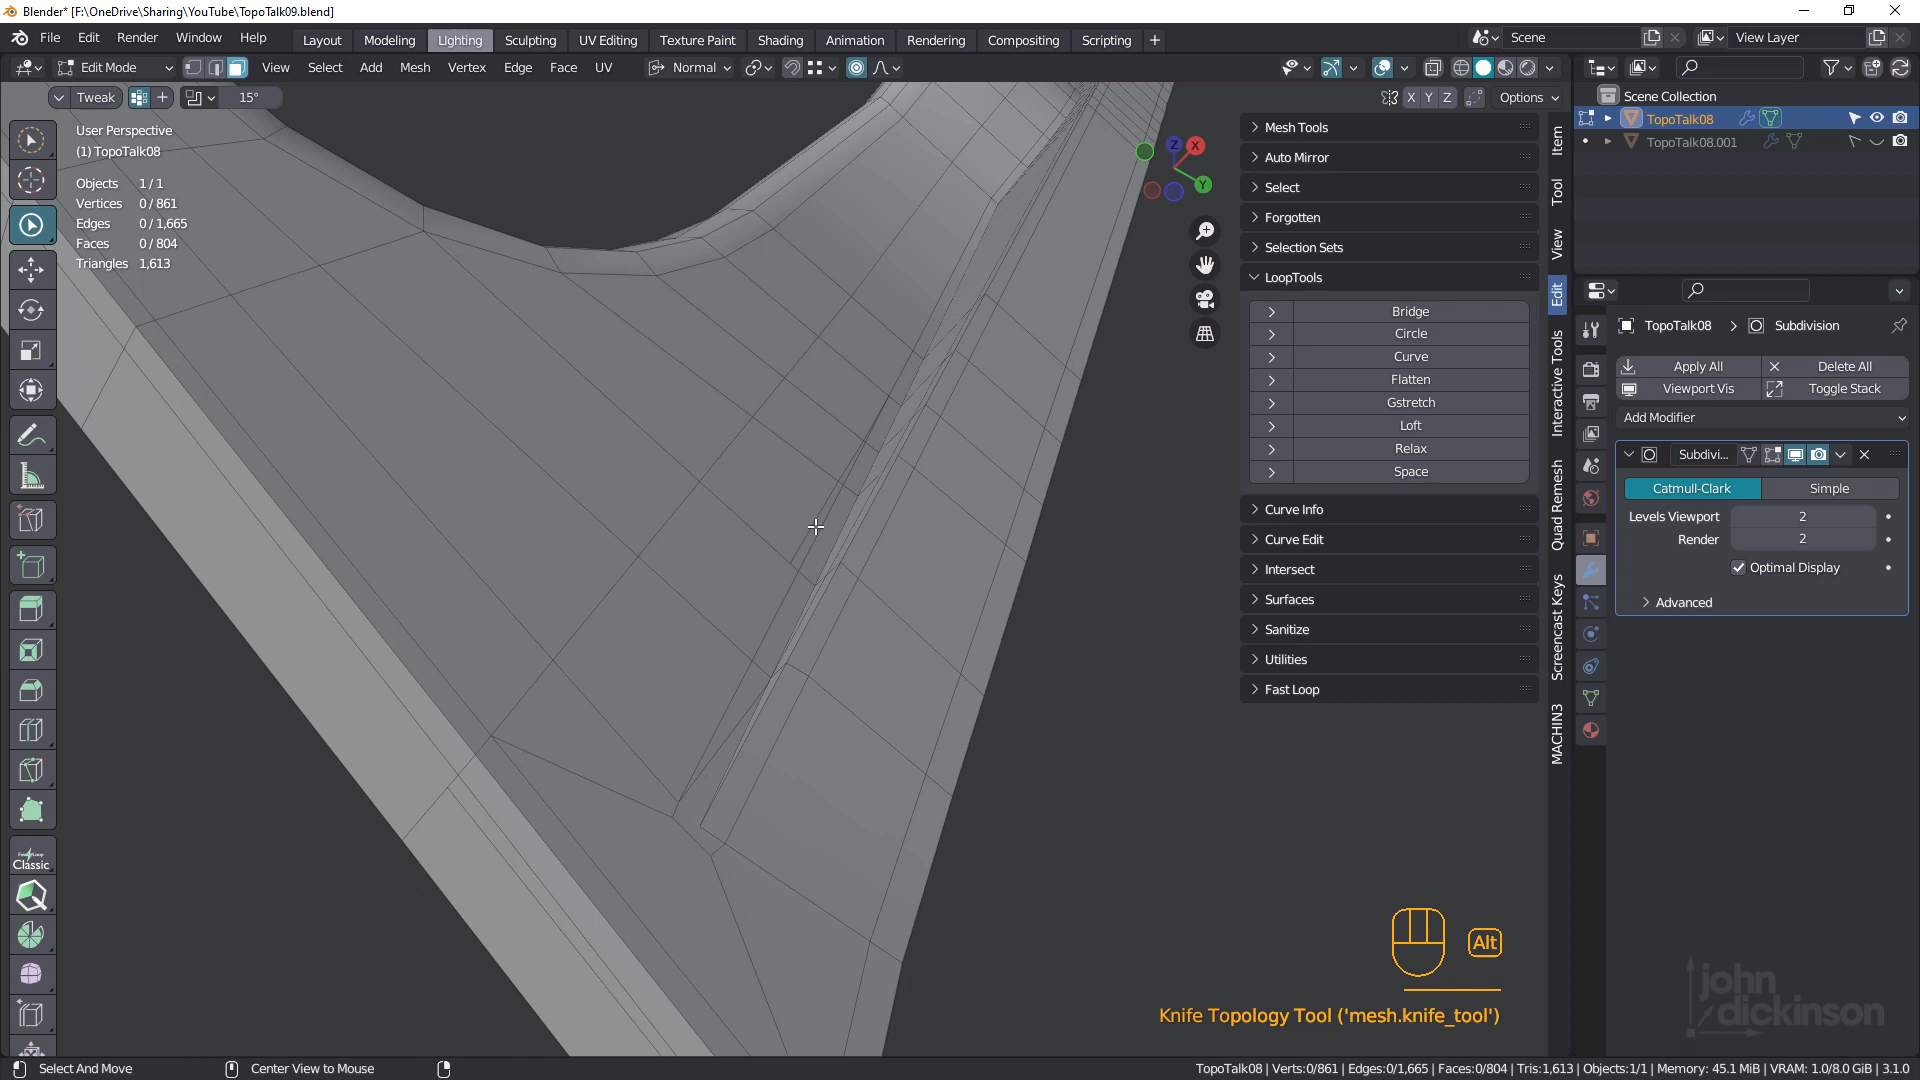 Blender* [F:\OneDrive\Sharing\YouTube\TopoTalk09.blend]
File Edit Render Window Help Layout Modeling Lighting Sculpting UV Editing Texture Paint Shading Animation Rendering Compositing Scripting + Scene View Layer
Edit Mode View Select Add Mesh Vertex Edge Face UV Normal
Tweak 15° X Y Z Options
User Perspective
(1) TopoTalk08
Objects 1/1
Vertices 0/861
Edges 0/1,665
Faces 0/804
Triangles 1,613
Classic
Z
X
Y
Mesh Tools
Auto Mirror
Select
Forgotten
Selection Sets
LoopTools
Bridge
Circle
Curve
Flatten
Gstretch
Loft
Relax
Space
Curve Info
Curve Edit
Intersect
Surfaces
Sanitize
Utilities
Fast Loop
Item
Tool
View
Edit
Interactive Tools
Quad Remesh
Screencast Keys
MACHIN3
Scene Collection
TopoTalk08
TopoTalk08.001
TopoTalk08 > Subdivision
Apply All Delete All
Viewport Vis Toggle Stack
Add Modifier
Subdivi...
Catmull-Clark Simple
Levels Viewport 2
Render 2
Optimal Display
Advanced
Alt
Knife Topology Tool ('mesh.knife_tool')
john
dickinson
Select And Move Center View to Mouse TopoTalk08 | Verts:0/861 | Edges:0/1,665 | Faces:0/804 | Tris:1,613 | Objects:1/1 | Memory: 45.1 MiB | VRAM: 1.0/8.0 GiB | 3.1.0